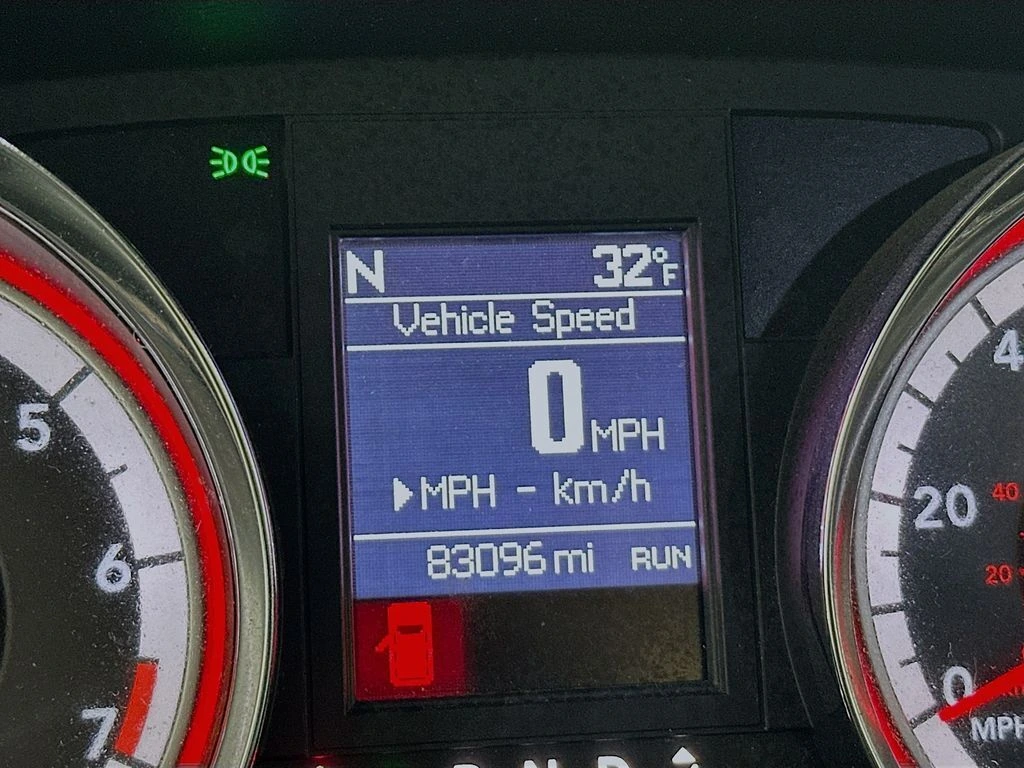 N 32°F
Vehicle Speed
0 MPH
▶MPH - km/h
83096 mi RUN
5
6
7
4
20
0
MPH
40
20
N D